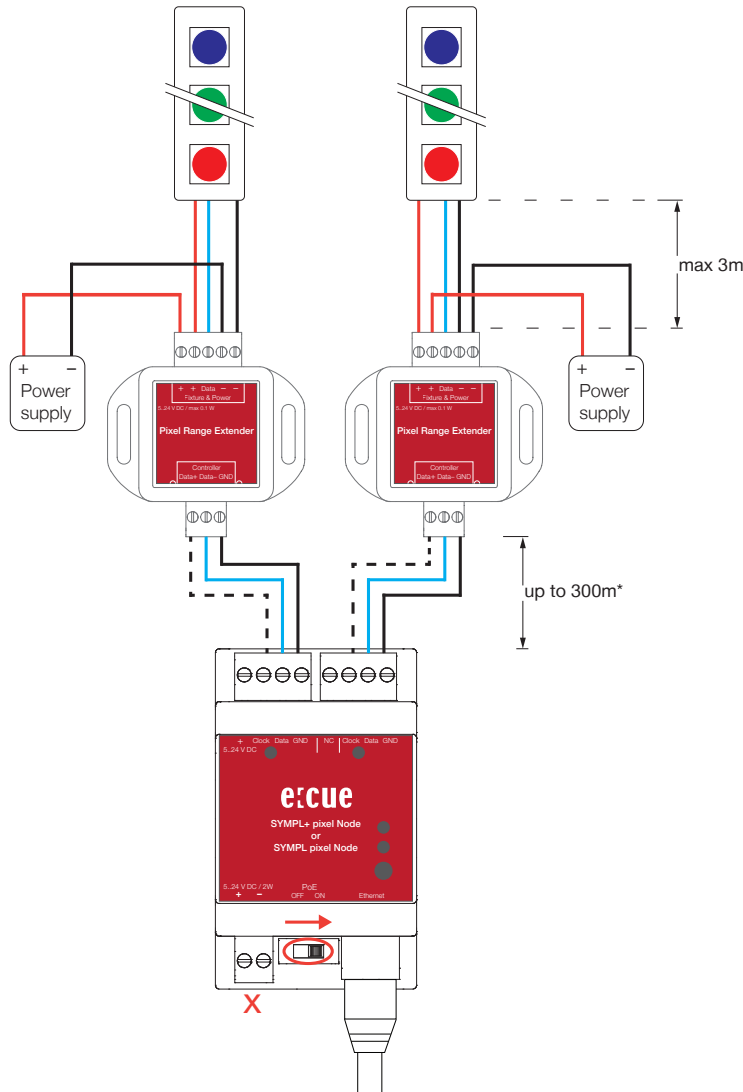 max 3m
+ −
Power
supply
+ + Data − −
Fixture & Power
5..24 V DC / max 0.1 W
Pixel Range Extender
Controller
Data+ Data− GND
+ + Data − −
Fixture & Power
5..24 V DC / max 0.1 W
Pixel Range Extender
Controller
Data+ Data− GND
+ −
Power
supply
up to 300m*
+ Clock Data GND NC Clock Data GND
5..24 V DC
e:cue
SYMPL+ pixel Node
or
SYMPL pixel Node
5..24 V DC / 2W PoE
+ − OFF ON Ethernet
X